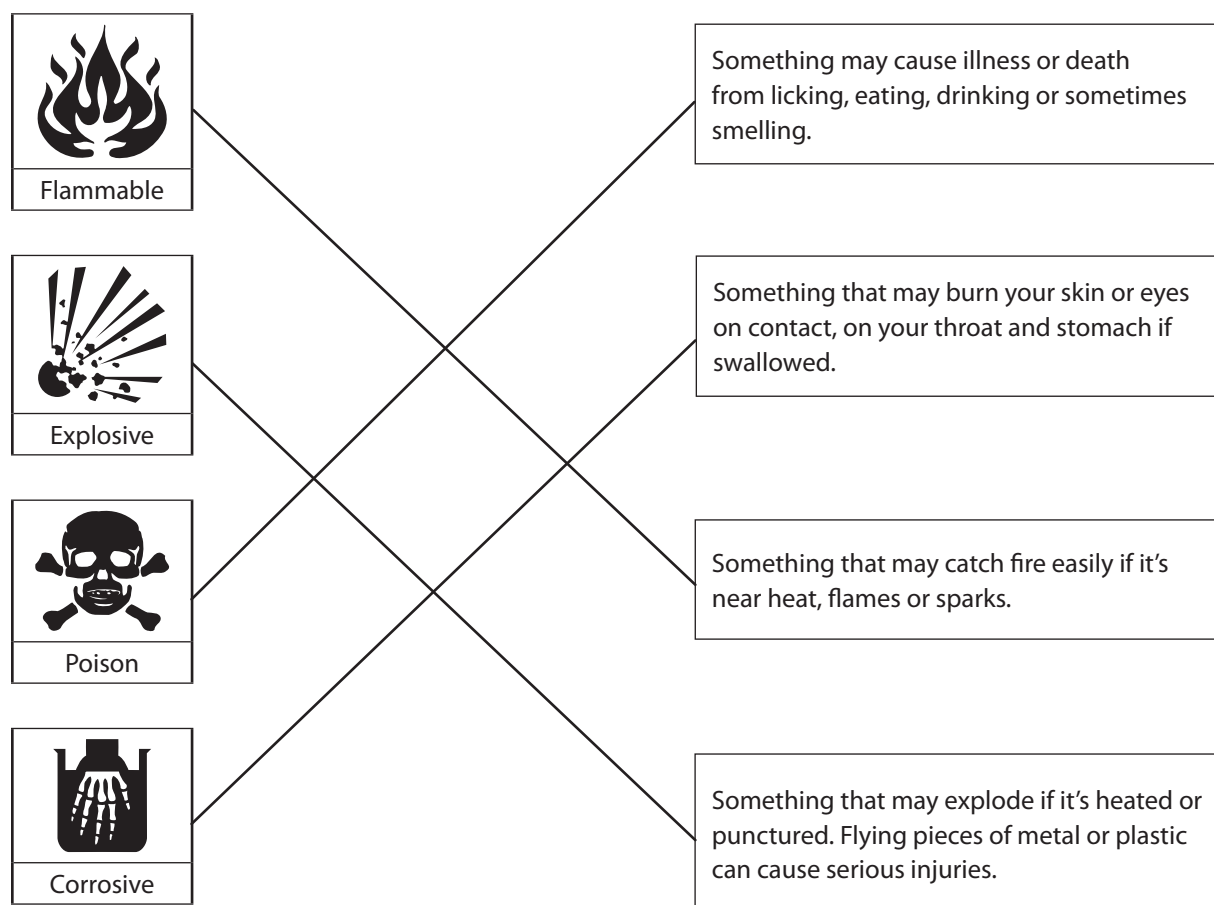 Flammable
Something may cause illness or death
from licking, eating, drinking or sometimes
smelling.
Explosive
Something that may burn your skin or eyes
on contact, on your throat and stomach if
swallowed.
Poison
Something that may catch fire easily if it's
near heat, flames or sparks.
Corrosive
Something that may explode if it's heated or
punctured. Flying pieces of metal or plastic
can cause serious injuries.